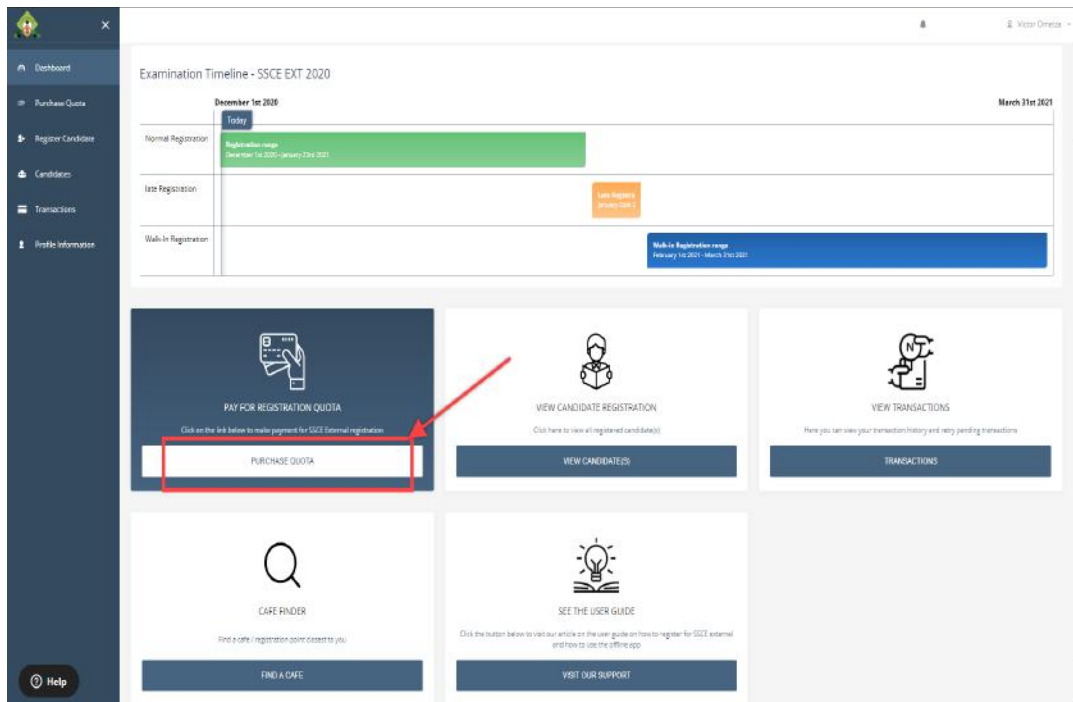 ×
Victor Omeiza
Dashboard
Purchase Quota
Register Candidate
Candidates
Transactions
Profile Information
Help
Examination Timeline - SSCE EXT 2020
December 1st 2020
March 31st 2021
Today
Normal Registration
Registration range
December 1st 2020 - January 23rd 2021
late Registration
Late Registra
January
Walk-In Registration
Walk-in Registration range
February 1st 2021 - March 31st 2021
PAY FOR REGISTRATION QUOTA
Click on the link below to make payment for SSCE External registration
PURCHASE QUOTA
VIEW CANDIDATE REGISTRATION
Click here to view all registered candidate(s)
VIEW CANDIDATE(S)
VIEW TRANSACTIONS
Here you can view your transaction history and retry pending transactions
TRANSACTIONS
CAFE FINDER
Find a cafe / registration point closest to you
FIND A CAFE
SEE THE USER GUIDE
Click the button below to visit our article on the user guide on how to register for SSCE external
and how to use the offline app
VISIT OUR SUPPORT